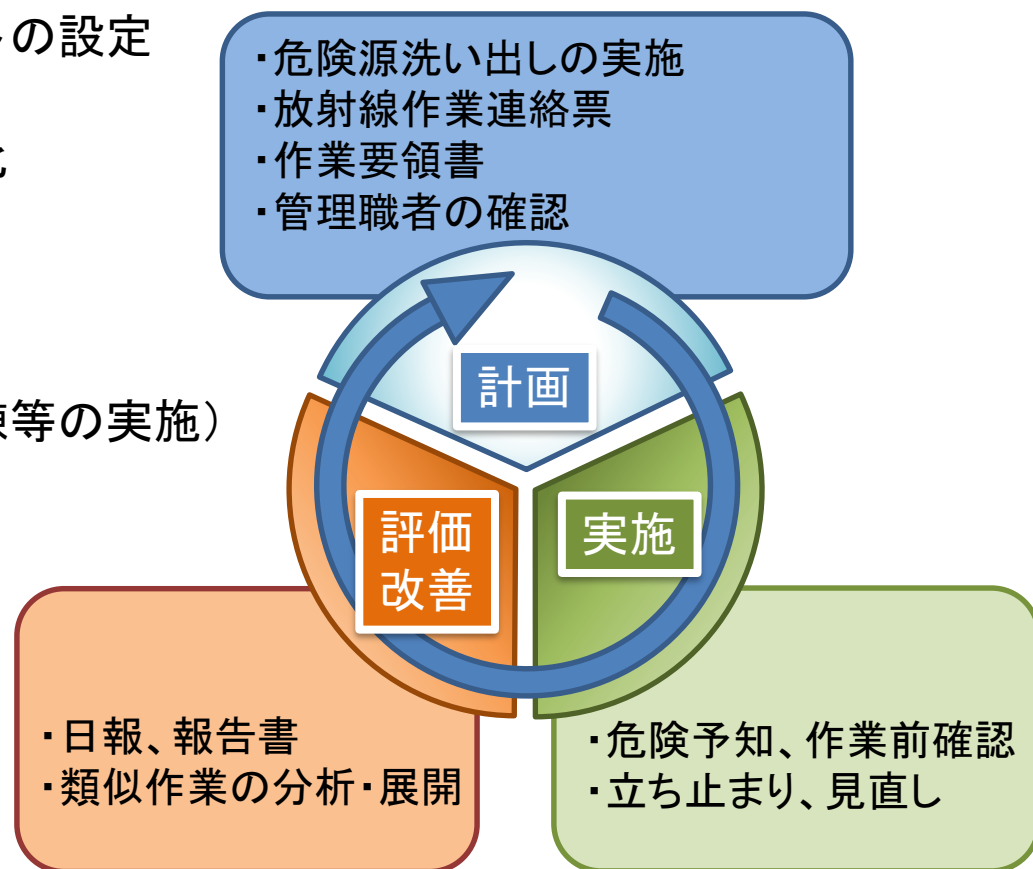 の設定
・危険源洗い出しの実施
・放射線作業連絡票
・作業要領書
・管理職者の確認
計画
等の実施）
評価
改善
実施
・日報、報告書
・類似作業の分析・展開
・危険予知、作業前確認
・立ち止まり、見直し